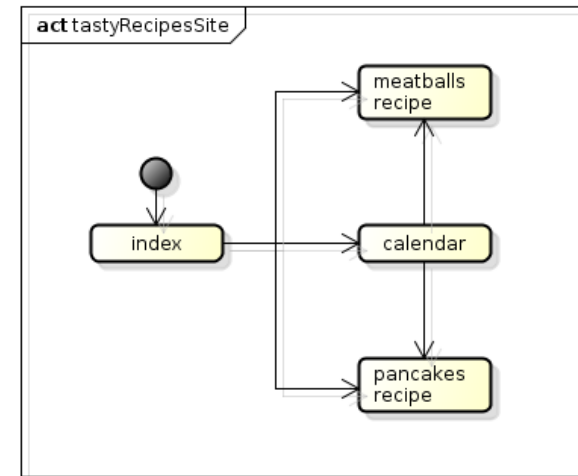 act tastyRecipesSite
meatballs
recipe
index
calendar
pancakes
recipe